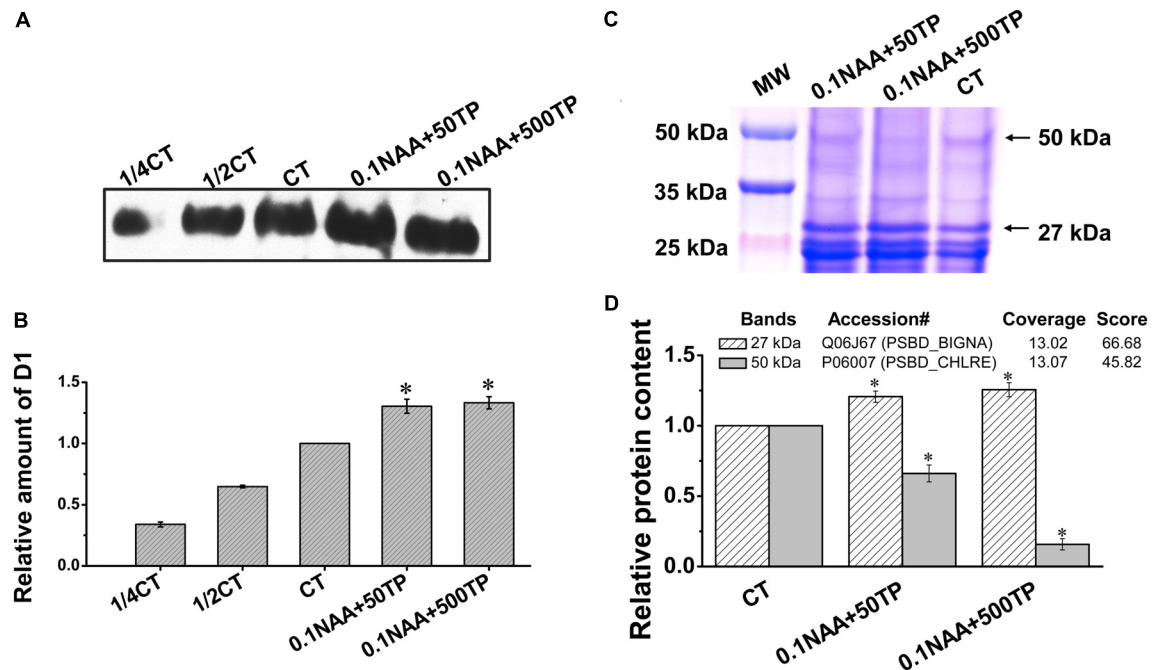 A
1/4CT
1/2CT
CT
0.1NAA+50TP
0.1NAA+500TP
B
Relative amount of D1
1.5
1.0
0.5
0.0
1/4CT
1/2CT
CT
0.1NAA+50TP
0.1NAA+500TP
C
MW
0.1NAA+50TP
0.1NAA+500TP
CT
50 kDa
35 kDa
25 kDa
50 kDa
27 kDa
D
Bands Accession# Coverage Score
27 kDa Q06J67 (PSBD_BIGNA) 13.02 66.68
50 kDa P06007 (PSBD_CHLRE) 13.07 45.82
Relative protein content
1.5
1.0
0.5
0.0
* * * * * *
CT
0.1NAA+50TP
0.1NAA+500TP